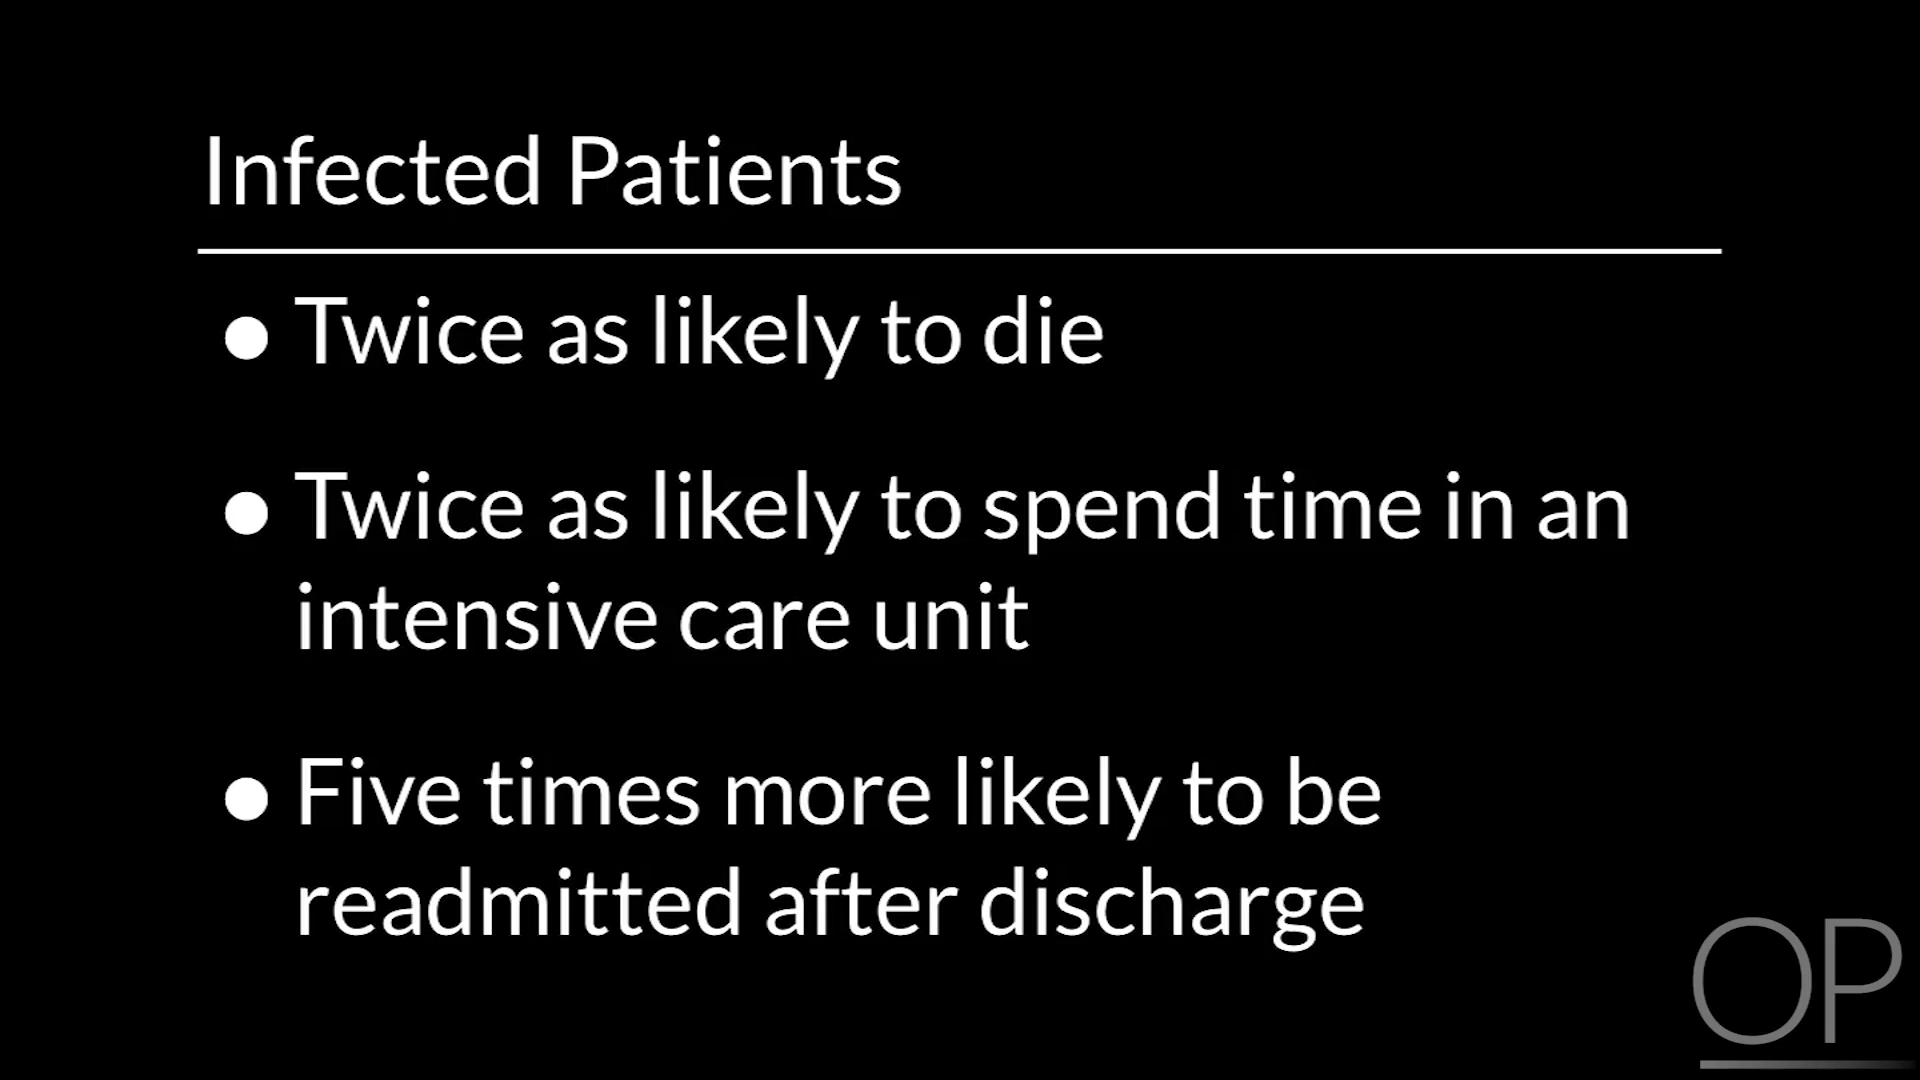 Infected Patients
● Twice as likely to die
● Twice as likely to spend time in an
intensive care unit
● Five times more likely to be
readmitted after discharge
OP